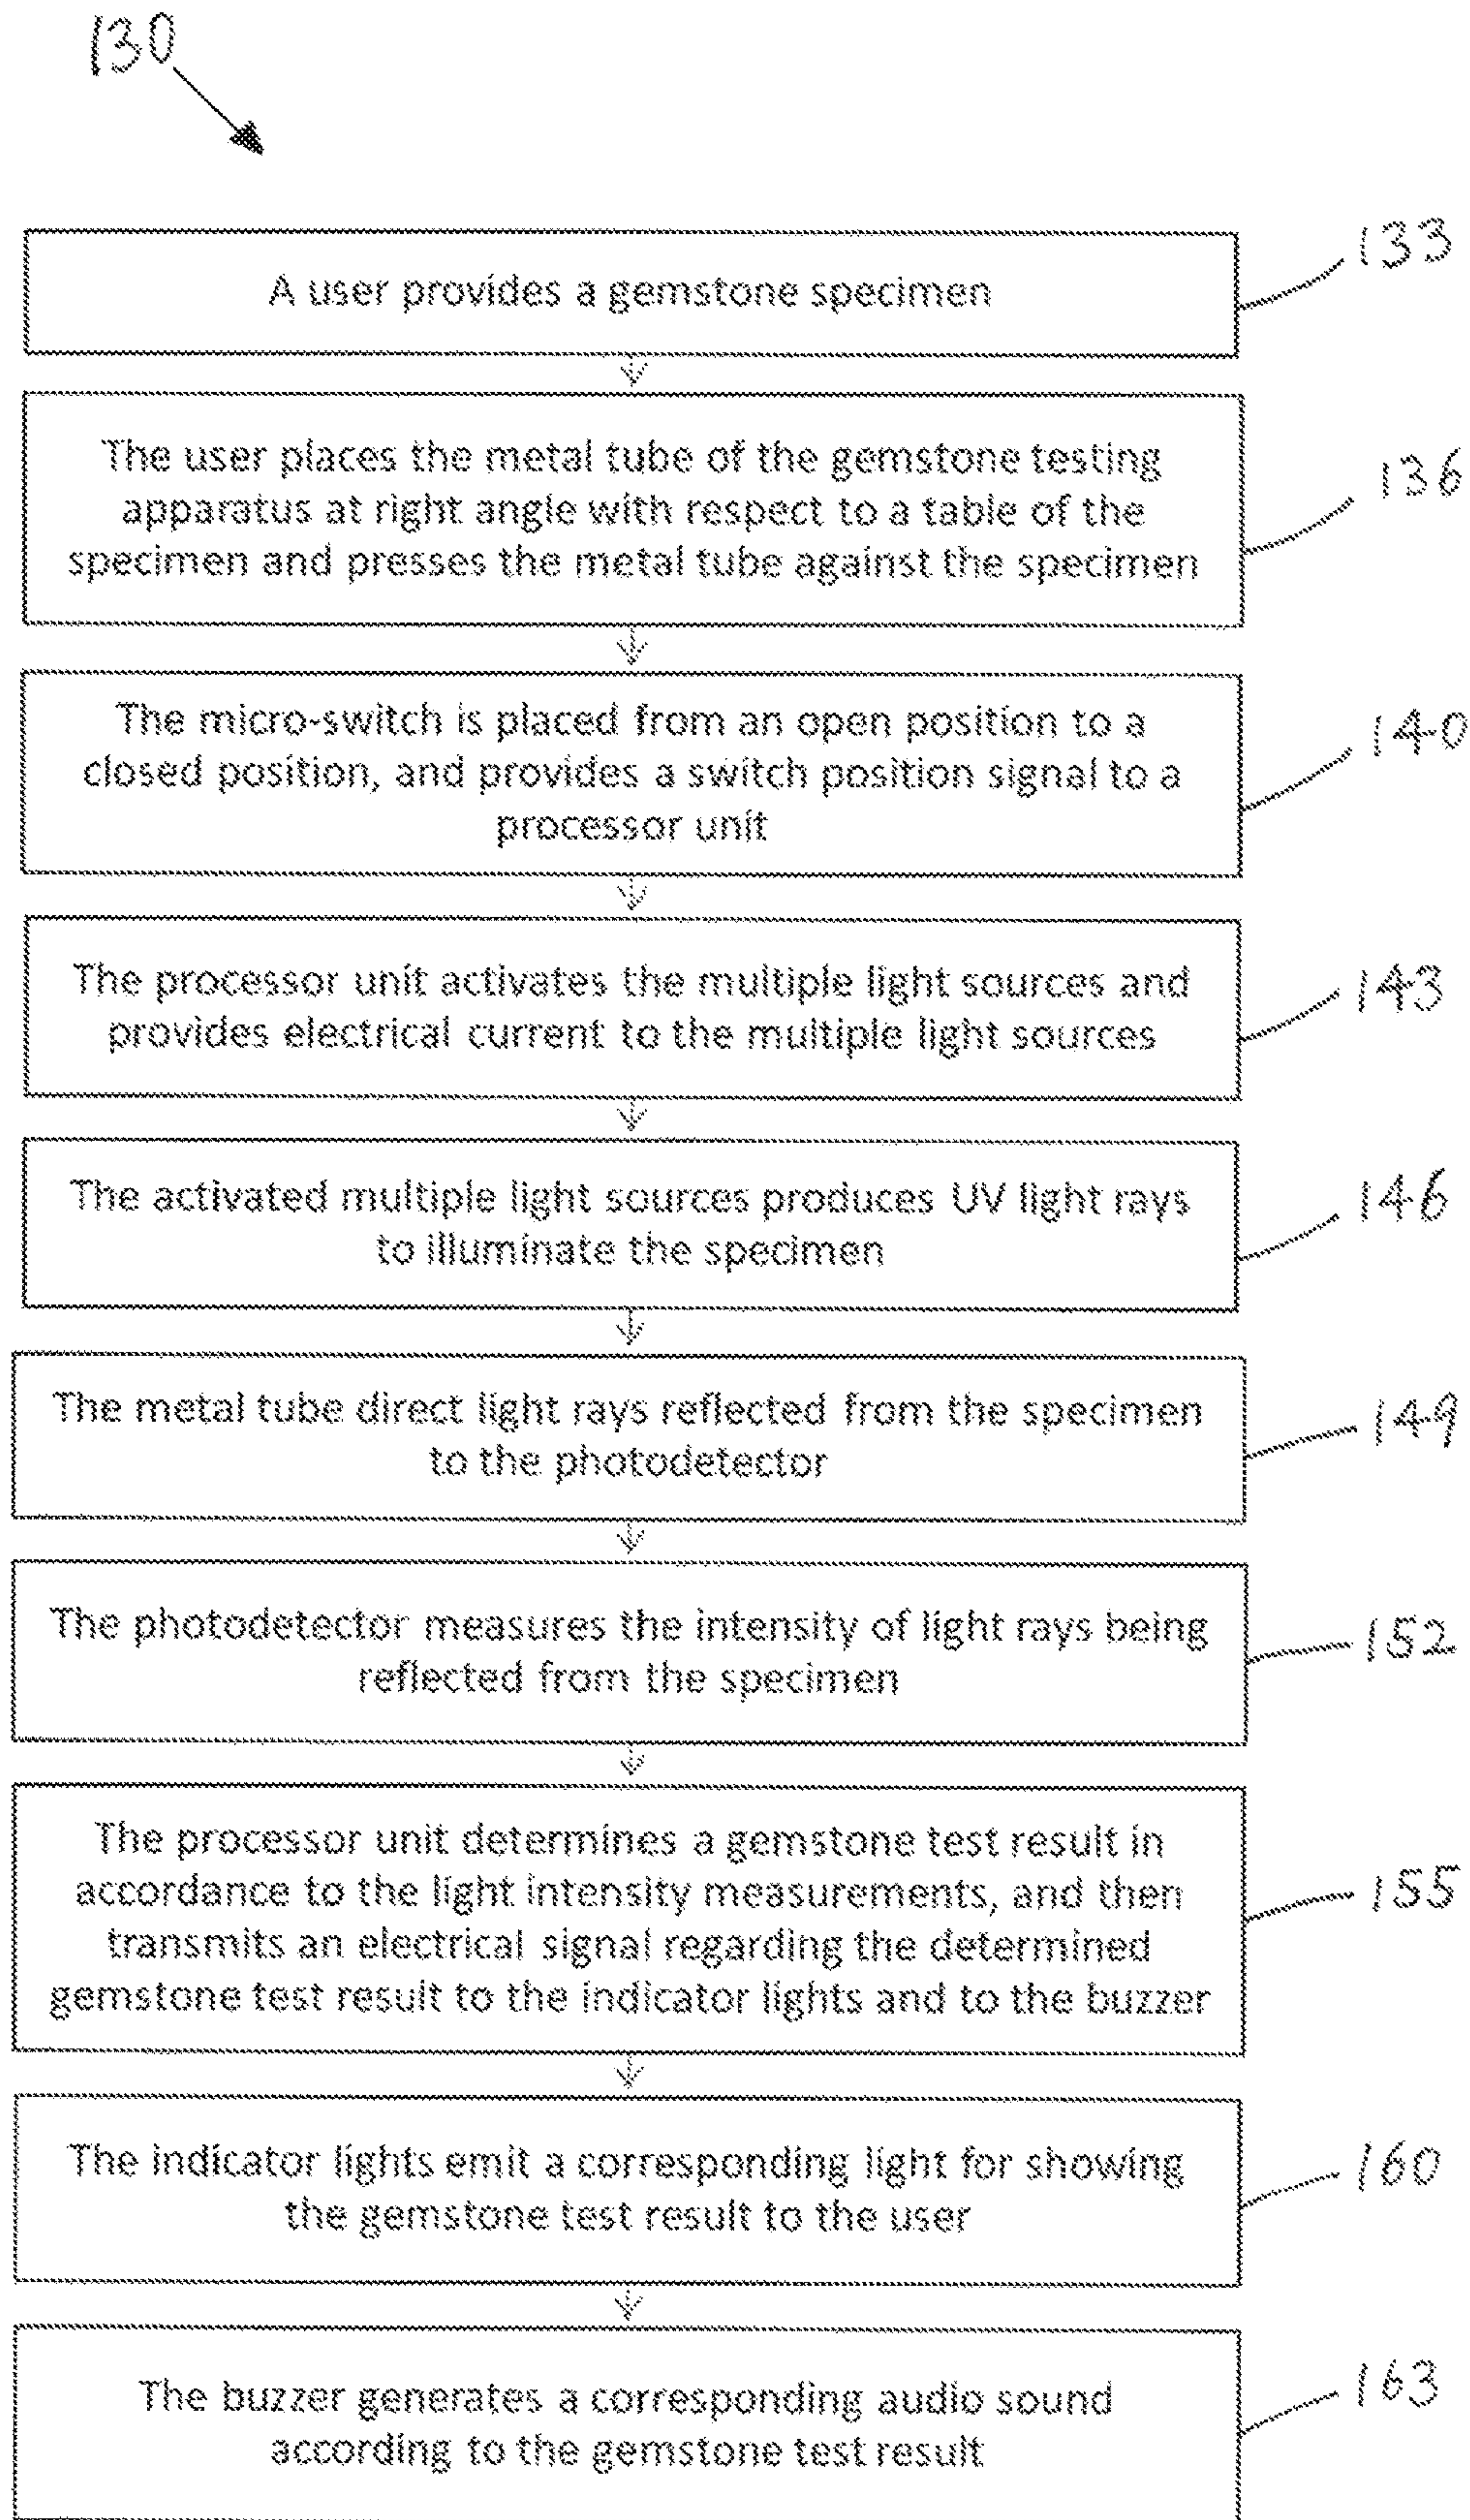 130
A user provides a gemstone specimen
133
The user places the metal tube of the gemstone testing
apparatus at right angle with respect to a table of the
specimen and presses the metal tube against the specimen
136
The micro-switch is placed from an open position to a
closed position, and provides a switch position signal to a
processor unit
140
The processor unit activates the multiple light sources and
provides electrical current to the multiple light sources
143
The activated multiple light sources produces UV light rays
to illuminate the specimen
146
The metal tube direct light rays reflected from the specimen
to the photodetector
149
The photodetector measures the intensity of light rays being
reflected from the specimen
152
The processor unit determines a gemstone test result in
accordance to the light intensity measurements, and then
transmits an electrical signal regarding the determined
gemstone test result to the indicator lights and to the buzzer
155
The indicator lights emit a corresponding light for showing
the gemstone test result to the user
160
The buzzer generates a corresponding audio sound
according to the gemstone test result
163